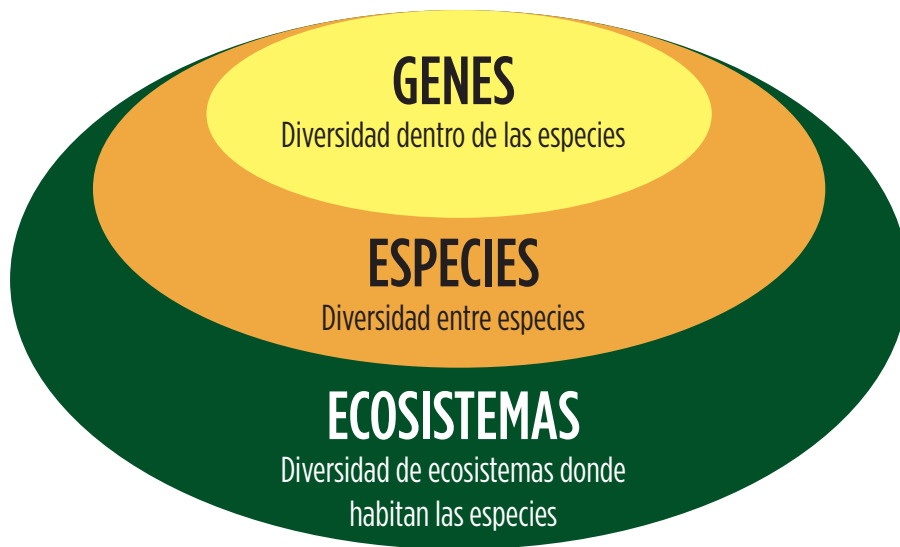 GENES
Diversidad dentro de las especies
ESPECIES
Diversidad entre especies
ECOSISTEMAS
Diversidad de ecosistemas donde
habitan las especies